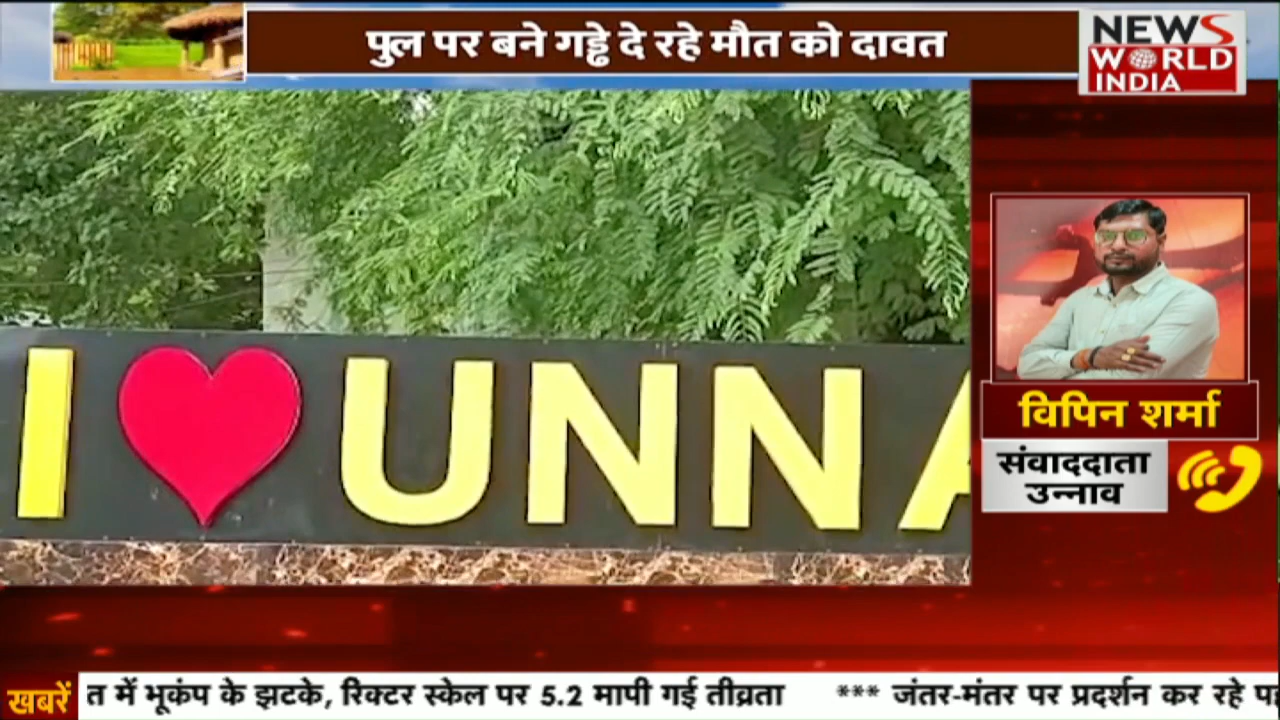 पुल पर बने गड्ढे दे रहे मौत को दावत
NEWS
WORLD
INDIA
I ❤ UNNA
विपिन शर्मा
संवाददाता
उन्नाव
खबरें
त में भूकंप के झटके, रिक्टर स्केल पर 5.2 मापी गई तीव्रता *** जंतर-मंतर पर प्रदर्शन कर रहे